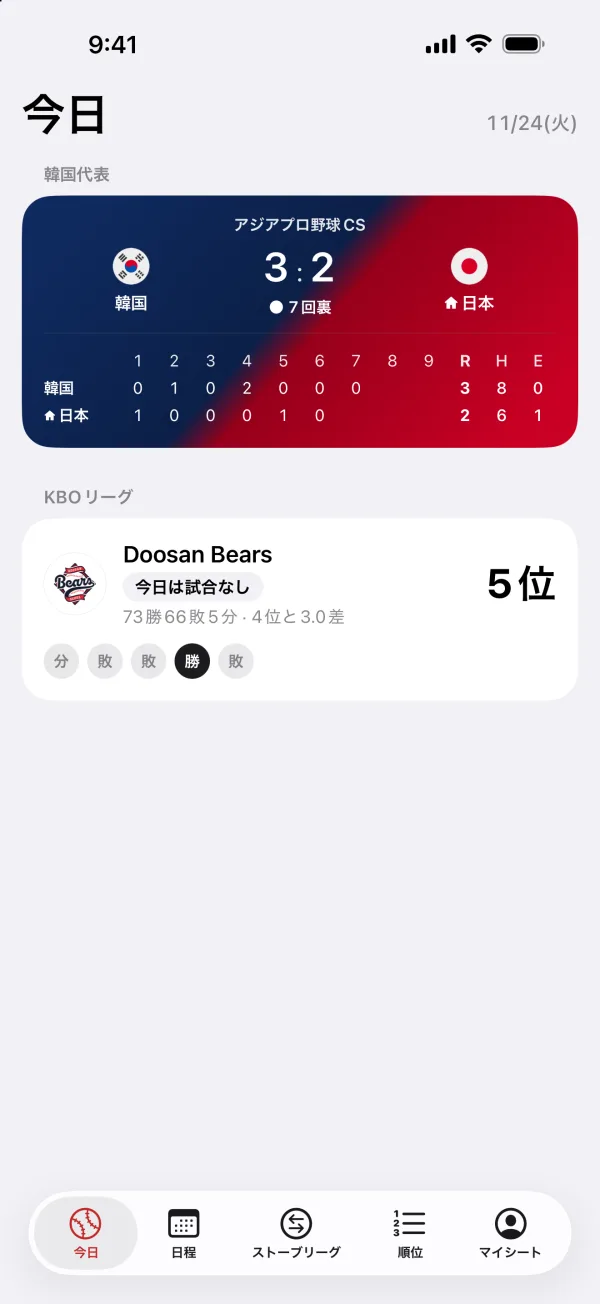 9:41
今日
11/24(火)
韓国代表
アジアプロ野球CS
3 : 2
韓国
日本
7回裏
1 2 3 4 5 6 7 8 9 R H E
韓国 0 1 0 2 0 0 0 3 8 0
日本 1 0 0 0 1 0 2 6 1
KBOリーグ
Bears
Doosan Bears
今日は試合なし
73勝66敗5分 · 4位と3.0差
5位
分 敗 敗 勝 敗
今日 日程 ストーブリーグ 順位 マイシート